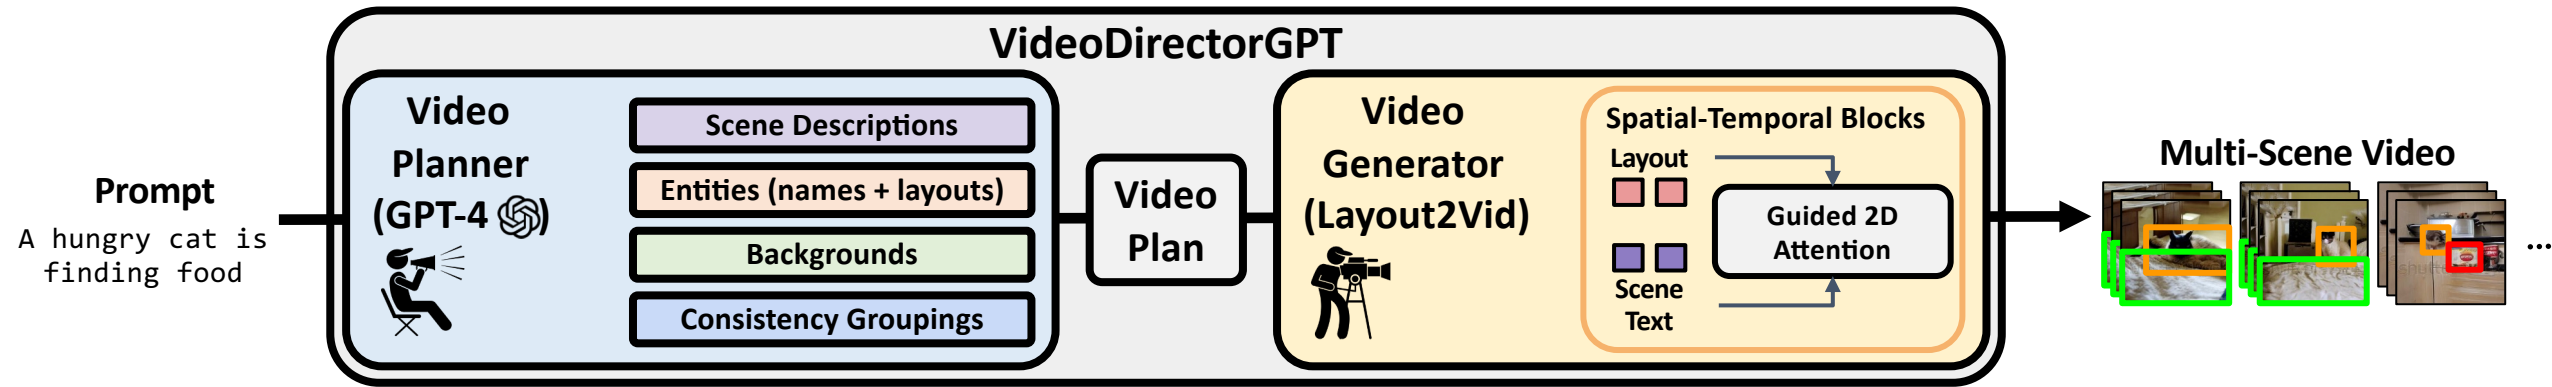 VideoDirectorGPT
Prompt
A hungry cat is
finding food
Video
Planner
(GPT-4 )
Scene Descriptions
Entities (names + layouts)
Backgrounds
Consistency Groupings
Video
Plan
Video
Generator
(Layout2Vid)
Spatial-Temporal Blocks
Layout
Scene
Text
Guided 2D
Attention
Multi-Scene Video
...